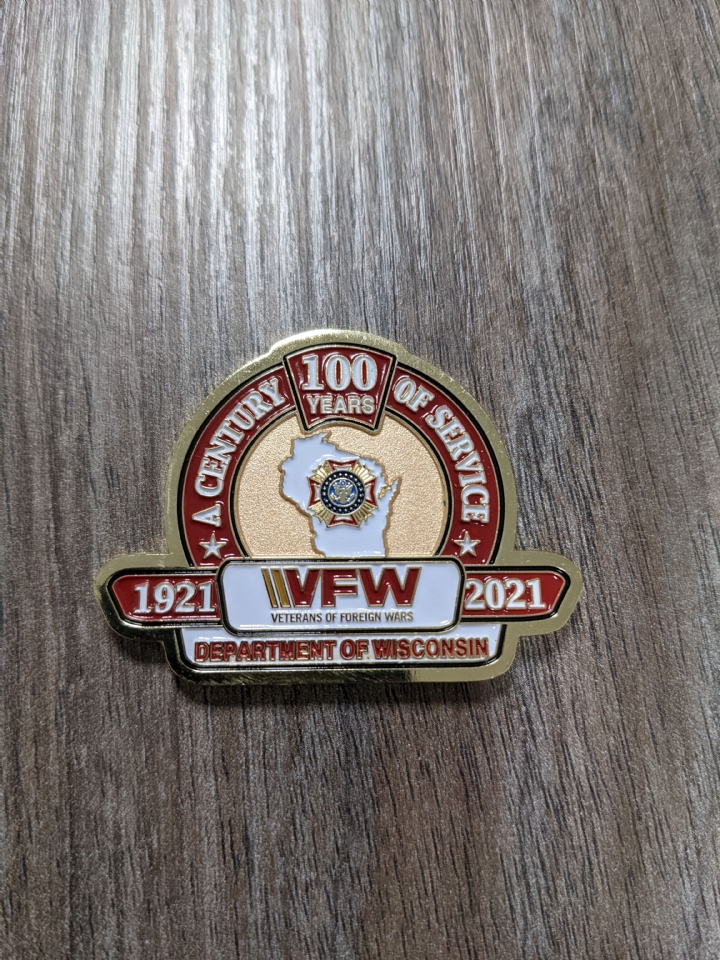 100
YEARS
A CENTURY OF SERVICE
1921
VFW
2021
VETERANS OF FOREIGN WARS
DEPARTMENT OF WISCONSIN